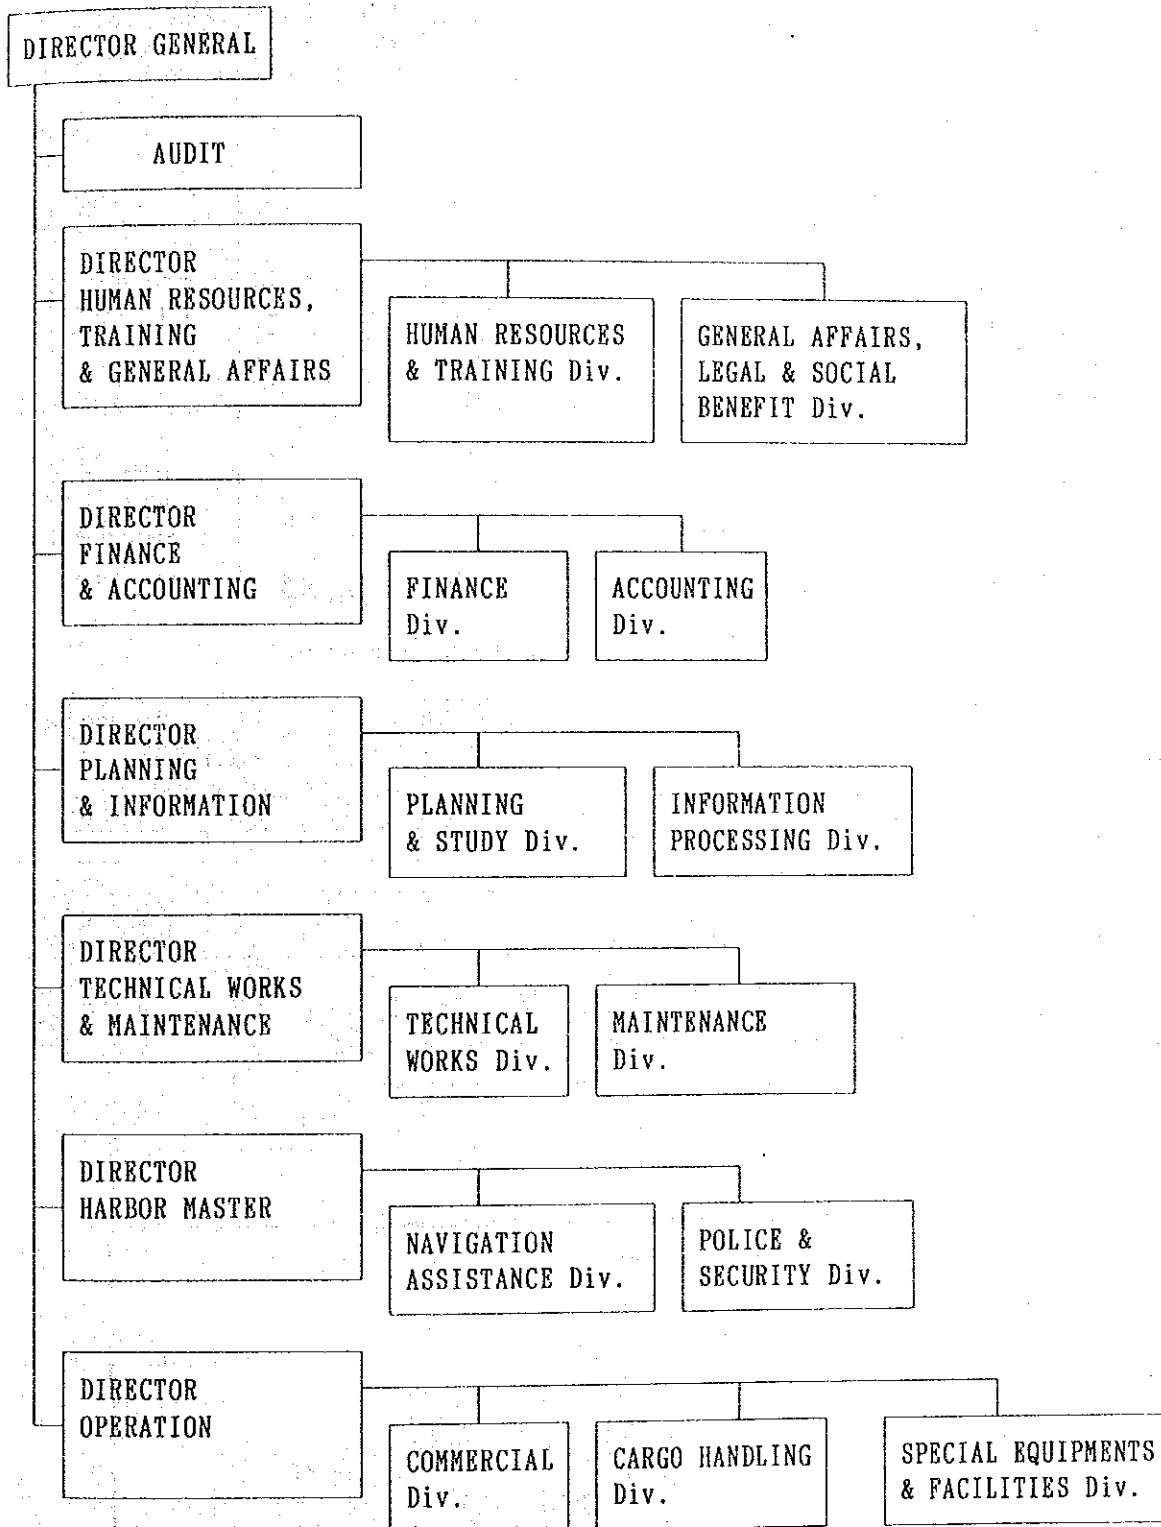 DIRECTOR GENERAL
AUDIT
DIRECTOR
HUMAN RESOURCES,
TRAINING
& GENERAL AFFAIRS
HUMAN RESOURCES
& TRAINING Div.
GENERAL AFFAIRS,
LEGAL & SOCIAL
BENEFIT Div.
DIRECTOR
FINANCE
& ACCOUNTING
FINANCE
Div.
ACCOUNTING
Div.
DIRECTOR
PLANNING
& INFORMATION
PLANNING
& STUDY Div.
INFORMATION
PROCESSING Div.
DIRECTOR
TECHNICAL WORKS
& MAINTENANCE
TECHNICAL
WORKS Div.
MAINTENANCE
Div.
DIRECTOR
HARBOR MASTER
NAVIGATION
ASSISTANCE Div.
POLICE &
SECURITY Div.
DIRECTOR
OPERATION
COMMERCIAL
Div.
CARGO HANDLING
Div.
SPECIAL EQUIPMENTS
& FACILITIES Div.